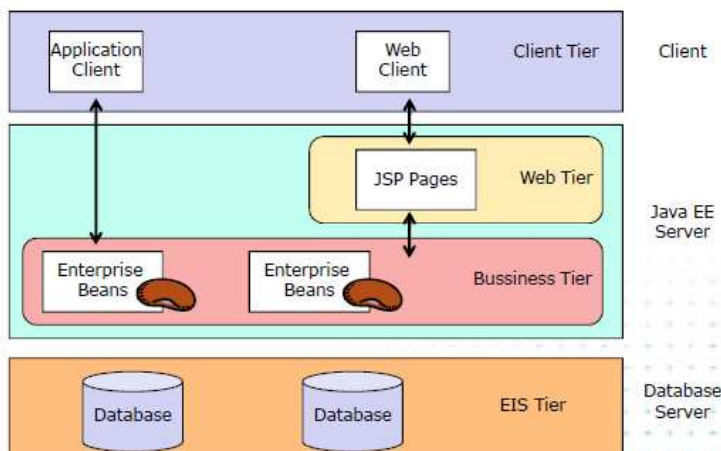 Application
Client
Web
Client
Client Tier
Client
JSP Pages
Web Tier
Java EE
Server
Enterprise
Beans
Enterprise
Beans
Bussiness Tier
Database
Database
EIS Tier
Database
Server